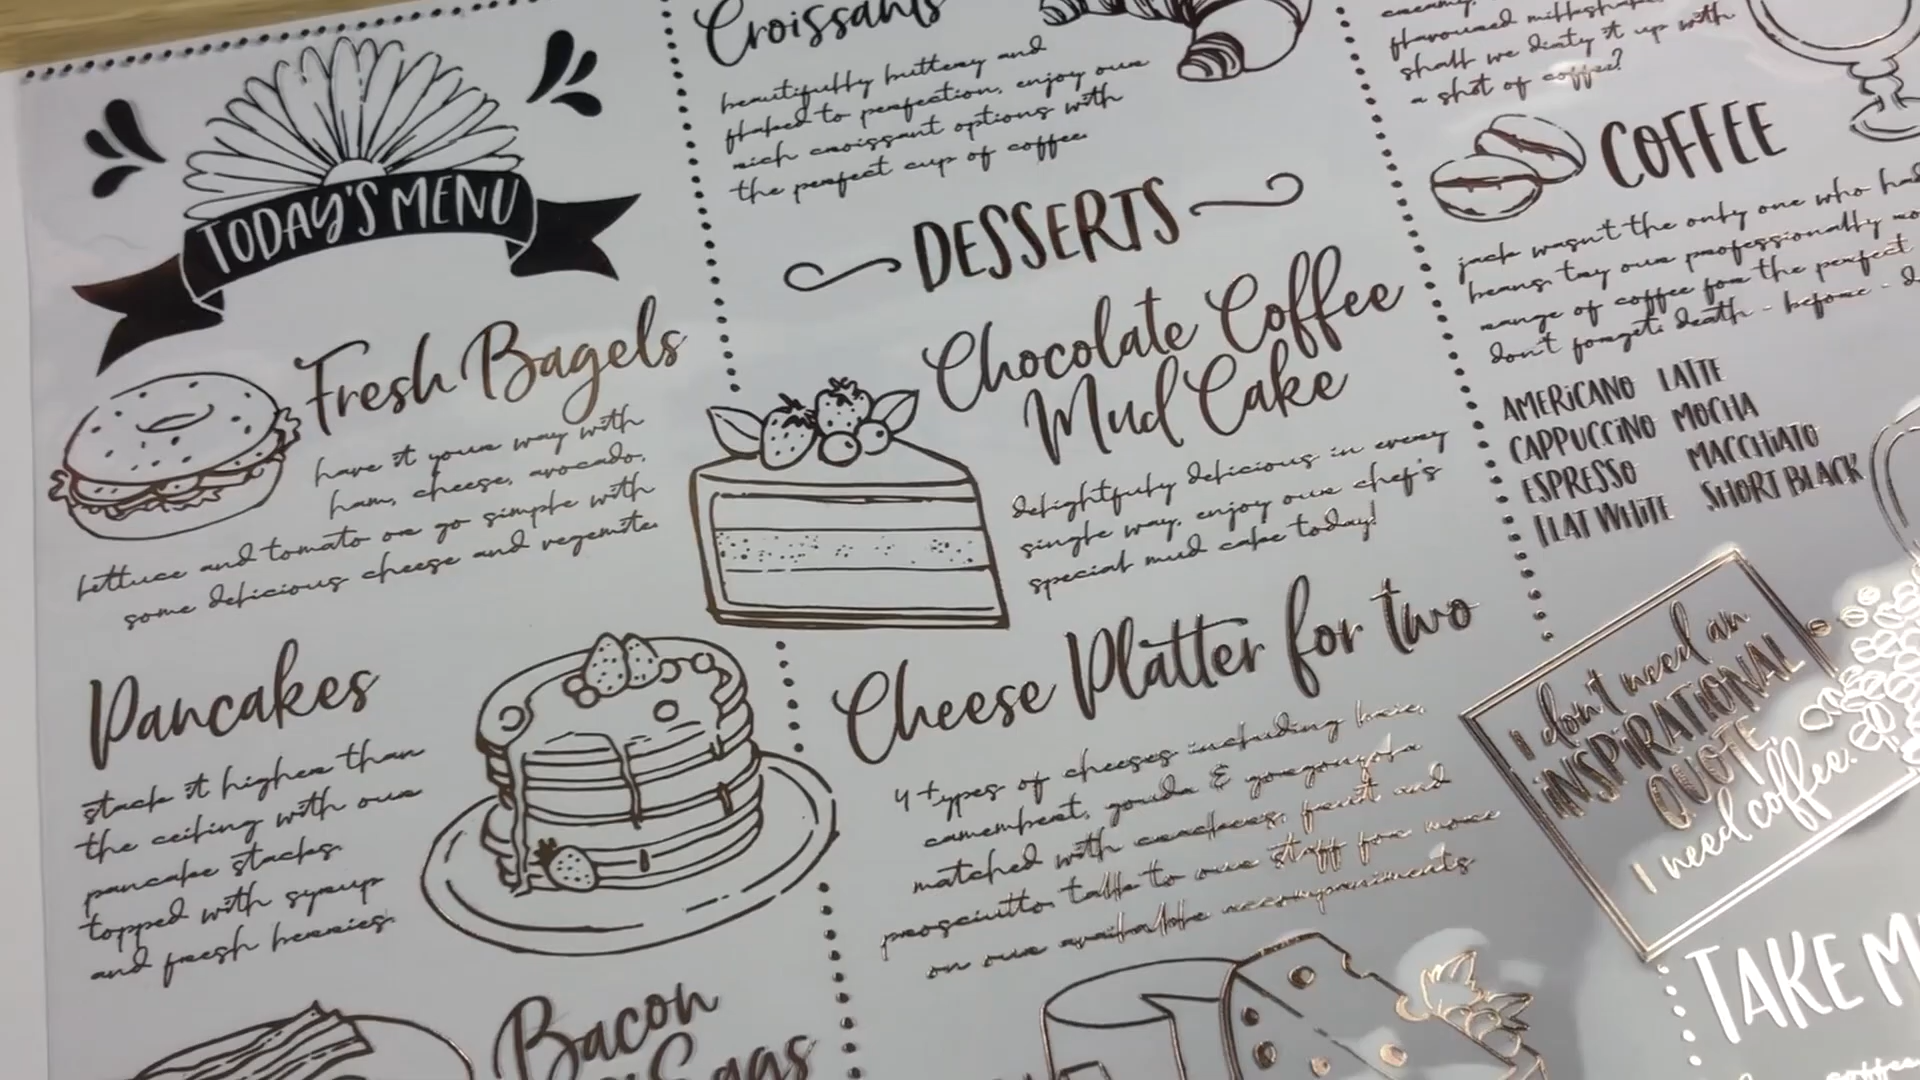 TODAY'S MENU
Fresh Bagels
have it your way with
ham, cheese, avocado,
lettuce and tomato or go simple with
some delicious cheese and vegemite.
Pancakes
stack it higher than
the ceiling with our
pancake stacks.
topped with syrup
and fresh berries.
Bacon
Eggs
Croissants
beautifully buttery and
flaked to perfection, enjoy our
rich croissant options with
the perfect cup of coffee.
DESSERTS
Chocolate Coffee
Mud Cake
delightfuly delicious in every
single way, enjoy our chef's
special mud cake today!
Cheese Platter for two
4 types of cheeses including brie,
camembert, gouda & gorgonzola
matched with crackers, fruit and
prosciutto. talk to our staff for more
on our available accompaniments
creamy,
flavoured milkshake,
shall we dirty it up with
a shot of coffee?
COFFEE
jack wasn't the only one who had
beans. try our professionally
range of coffee for the perfect
don't forget: death - before -
AMERICANO LATTE
CAPPUCCINO MOCHA
ESPRESSO MACCHIATO
FLAT WHITE SHORT BLACK
I don't need an
INSPIRATIONAL
QUOTE,
I need coffee.
TAKE
coffee